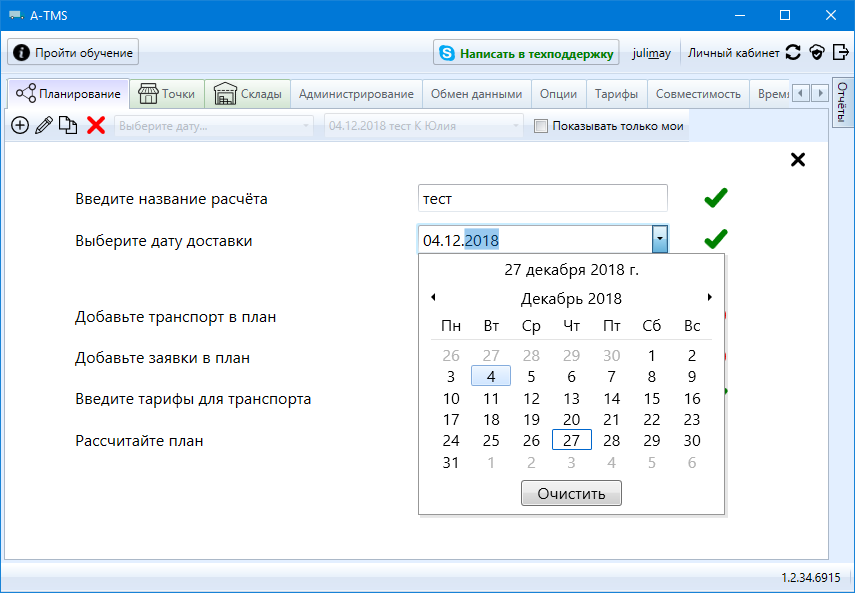 A-TMS
Пройти обучение
Написать в техподдержку
julimay
Личный кабинет
Планирование
Точки
Склады
Администрирование
Обмен данными
Опции
Тарифы
Совместимость
Отчёты
Выберите дату...
04.12.2018 тест К Юлия
Показывать только мои
Введите название расчёта
тест
Выберите дату доставки
04.12.2018
27 декабря 2018 г.
Декабрь 2018
Пн Вт Ср Чт Пт Сб Вс
26 27 28 29 30 1 2
3 4 5 6 7 8 9
10 11 12 13 14 15 16
17 18 19 20 21 22 23
24 25 26 27 28 29 30
31 1 2 3 4 5 6
Очистить
Добавьте транспорт в план
Добавьте заявки в план
Введите тарифы для транспорта
Рассчитайте план
1.2.34.6915